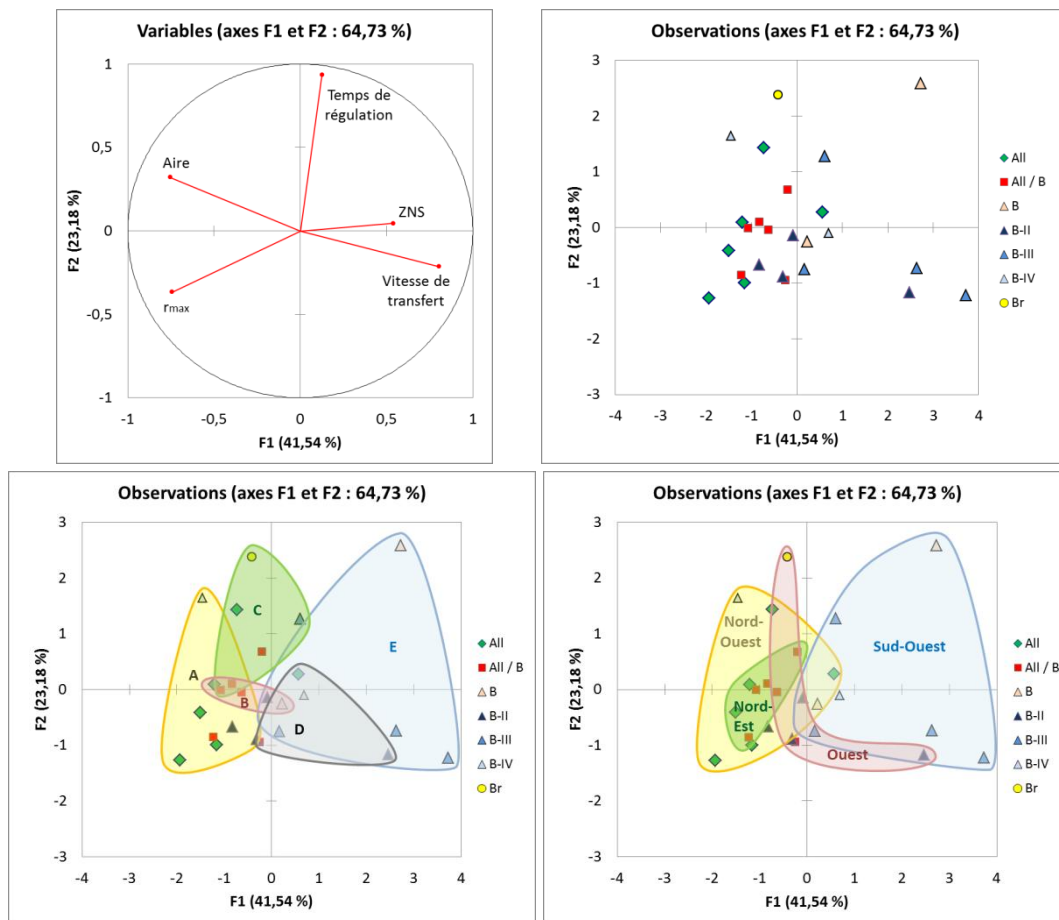 Variables (axes F1 et F2 : 64,73 %)
1
Temps de
régulation
0,5
Aire
ZNS
0
Vitesse de
transfert
rmax
-0,5
-1
-1
-0,5
0
0,5
1
F2 (23,18 %)
F1 (41,54 %)
Observations (axes F1 et F2 : 64,73 %)
3
2
1
0
-1
-2
-3
-4
-3
-2
-1
0
1
2
3
4
F2 (23,18 %)
F1 (41,54 %)
All
All / B
B
B-II
B-III
B-IV
Br
Observations (axes F1 et F2 : 64,73 %)
3
2
1
0
-1
-2
-3
-4
-3
-2
-1
0
1
2
3
4
F2 (23,18 %)
F1 (41,54 %)
C
E
A
B
D
All
All / B
B
B-II
B-III
B-IV
Br
Observations (axes F1 et F2 : 64,73 %)
3
2
1
0
-1
-2
-3
-4
-3
-2
-1
0
1
2
3
4
F2 (23,18 %)
F1 (41,54 %)
Nord-
Ouest
Sud-Ouest
Nord-
Est
Ouest
All
All / B
B
B-II
B-III
B-IV
Br